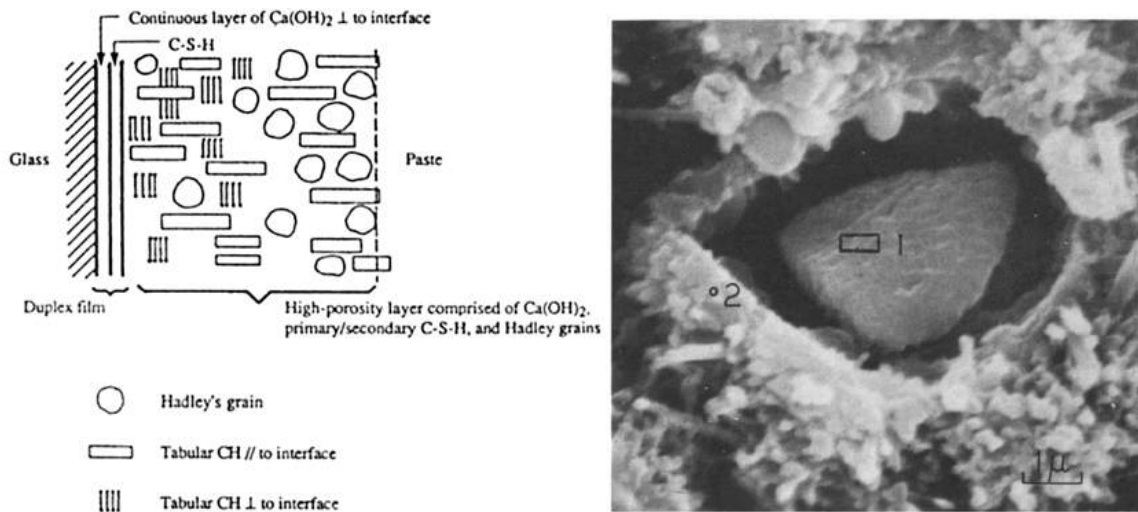 Continuous layer of Ca(OH)₂ ⊥ to interface
C-S-H
Glass
Paste
Duplex film
High-porosity layer comprised of Ca(OH)₂,
primary/secondary C-S-H, and Hadley grains
Hadley's grain
Tabular CH // to interface
Tabular CH ⊥ to interface
1
2
1μ